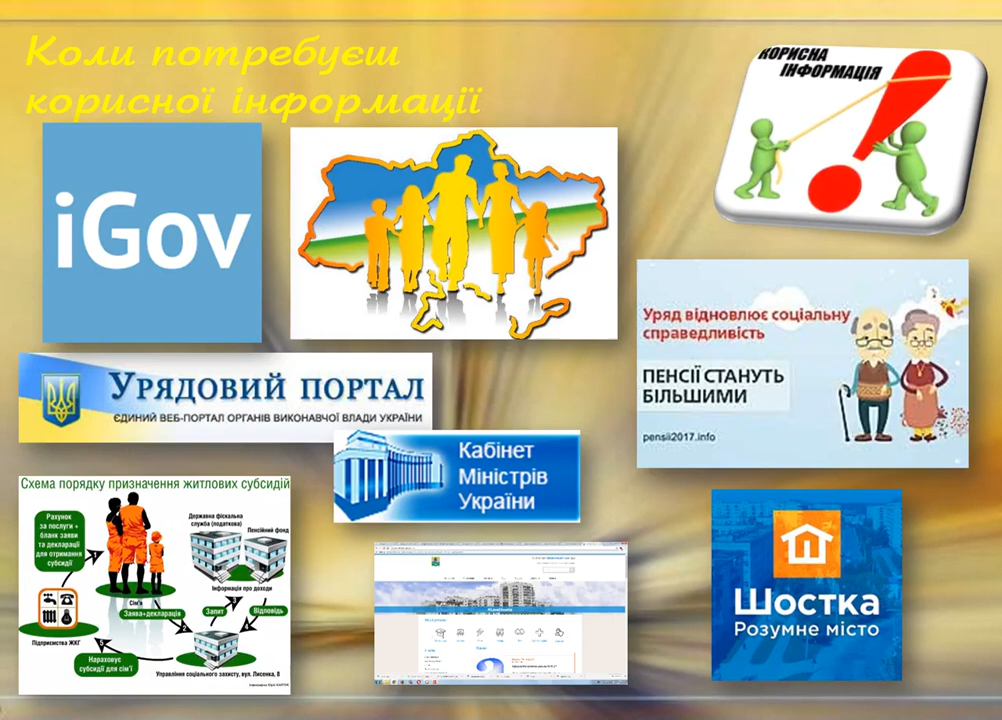 Коли потребуєш
корисної інформації
КОРИСНА
ІНФОРМАЦІЯ
iGov
Уряд відновлює соціальну
справедливість
ПЕНСІЇ СТАНУТЬ
БІЛЬШИМИ
pensii2017.info
УРЯДОВИЙ ПОРТАЛ
ЄДИНИЙ ВЕБ-ПОРТАЛ ОРГАНІВ ВИКОНАВЧОЇ ВЛАДИ УКРАЇНИ
Кабінет
Міністрів
України
Схема порядку призначення житлових субсидій
Рахунок
за послуги +
бланк заяви
та декларації
для отримання
субсидії
Державна фіскальна
служба (податкова)
Пенсійний фонд
Інформація про доходи
Сім'я
Заява+декларація
Запит
Відповідь
Підприємства ЖКГ
Нараховує
субсидії для сім'ї
Управління соціального захисту, вул. Лисенка, 8
Шостка
Розумне місто